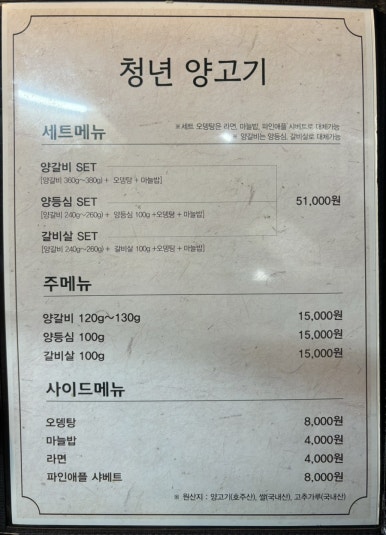 청년 양고기
세트메뉴
※세트 오뎅탕은 라면, 마늘밥, 파인애플 샤베트로 대체가능
※ 양갈비는 양등심, 갈비살로 대체가능
양갈비 SET
[양갈비 360g~380g) + 오뎅탕 + 마늘밥]
양등심 SET
[양갈비 240g~260g) + 양등심 100g +오뎅탕 + 마늘밥]
51,000원
갈비살 SET
[양갈비 240g~260g) + 갈비살 100g +오뎅탕 + 마늘밥]
주메뉴
양갈비 120g~130g 15,000원
양등심 100g 15,000원
갈비살 100g 15,000원
사이드메뉴
오뎅탕 8,000원
마늘밥 4,000원
라면 4,000원
파인애플 샤베트 8,000원
※ 원산지 : 양고기(호주산), 쌀(국내산), 고추가루(국내산)